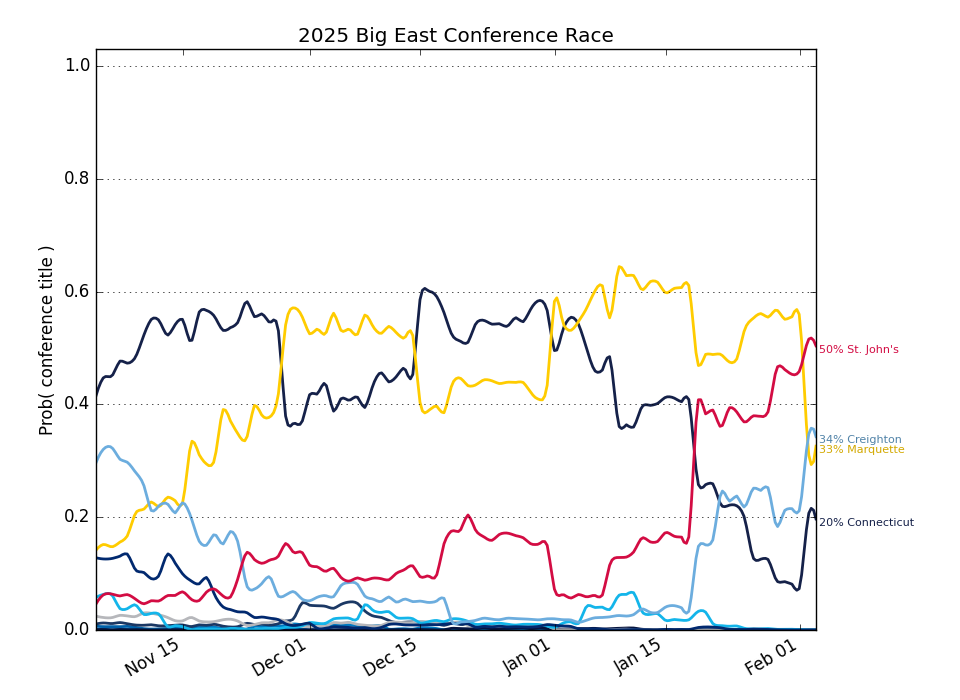 2025 Big East Conference Race
Prob( conference title )
1.0
0.8
0.6
0.4
0.2
0.0
50% St. John's
34% Creighton
33% Marquette
20% Connecticut
Nov 15
Dec 01
Dec 15
Jan 01
Jan 15
Feb 01